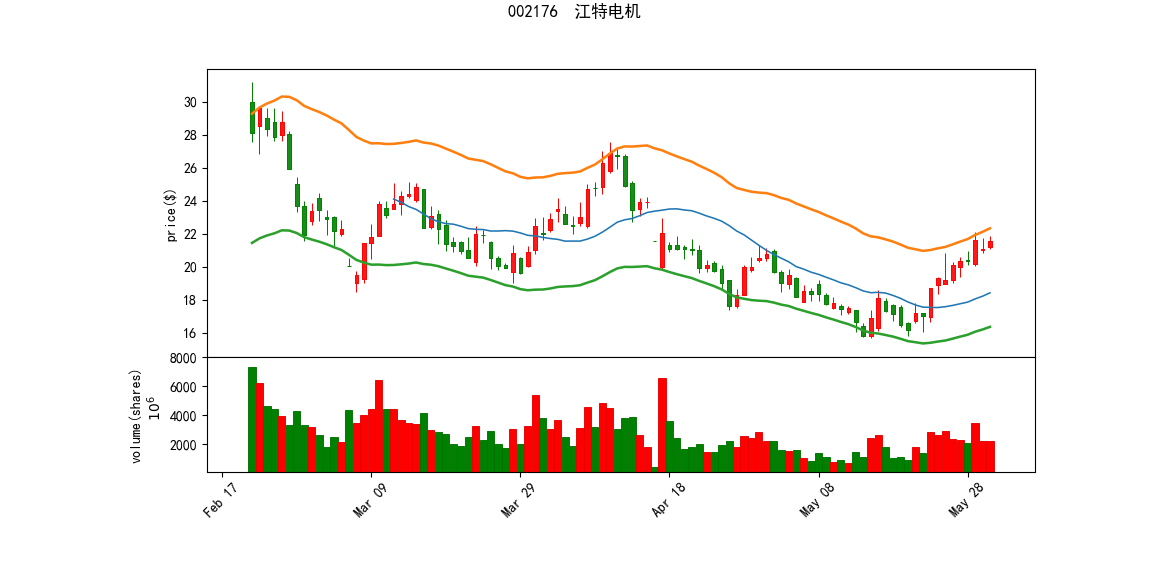 002176 江特电机
price($)
30
28
26
24
22
20
18
16
volume(shares)
10^6
8000
6000
4000
2000
Feb 17
Mar 09
Mar 29
Apr 18
May 08
May 28